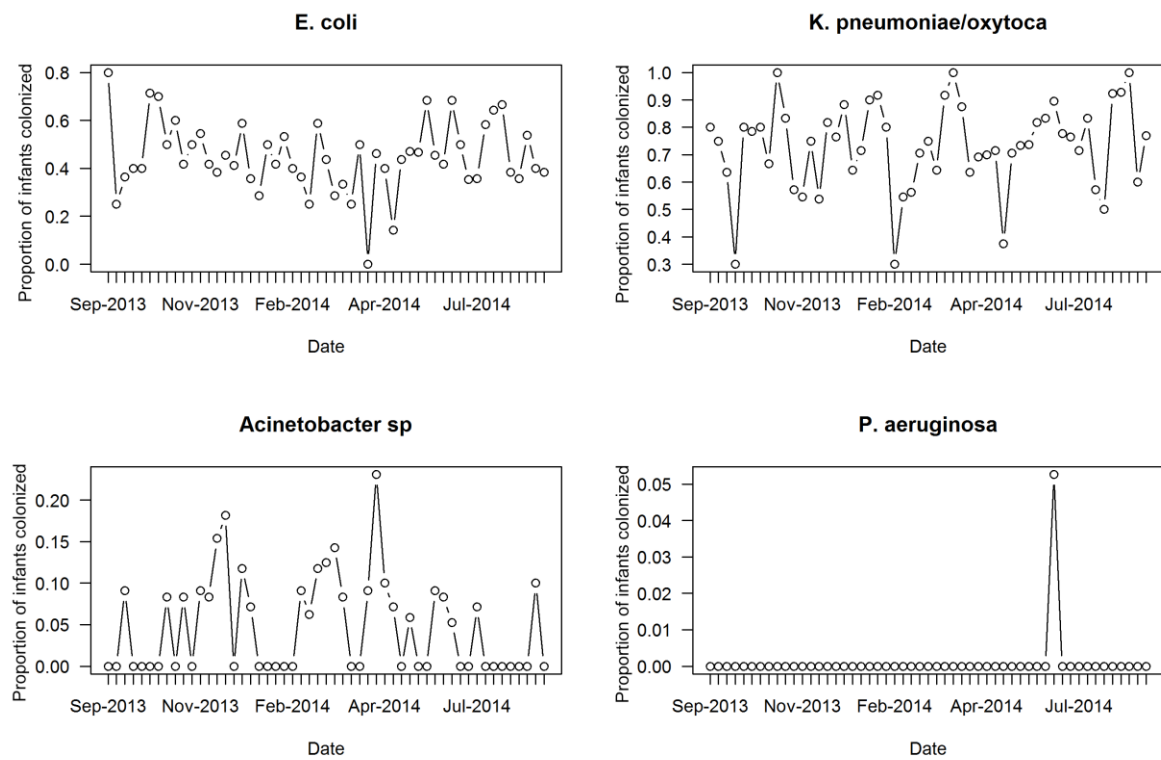 E. coli
Proportion of infants colonized
0.8
0.6
0.4
0.2
0.0
Sep-2013 Nov-2013 Feb-2014 Apr-2014 Jul-2014
Date
K. pneumoniae/oxytoca
Proportion of infants colonized
1.0
0.9
0.8
0.7
0.6
0.5
0.4
0.3
Sep-2013 Nov-2013 Feb-2014 Apr-2014 Jul-2014
Date
Acinetobacter sp
Proportion of infants colonized
0.20
0.15
0.10
0.05
0.00
Sep-2013 Nov-2013 Feb-2014 Apr-2014 Jul-2014
Date
P. aeruginosa
Proportion of infants colonized
0.05
0.04
0.03
0.02
0.01
0.00
Sep-2013 Nov-2013 Feb-2014 Apr-2014 Jul-2014
Date